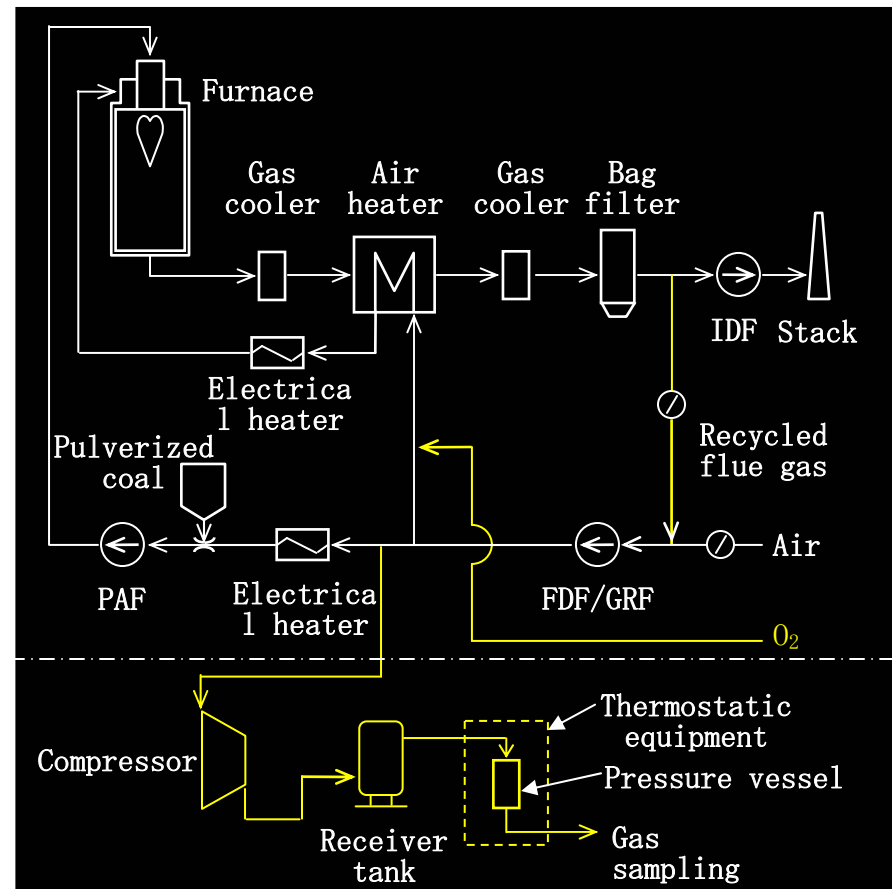 Furnace
Gas
cooler
Air
heater
Gas
cooler
Bag
filter
IDF
Stack
Electrica
l heater
Pulverized
coal
Recycled
flue gas
PAF
Electrica
l heater
FDF/GRF
Air
O₂
Compressor
Receiver
tank
Thermostatic
equipment
Pressure vessel
Gas
sampling